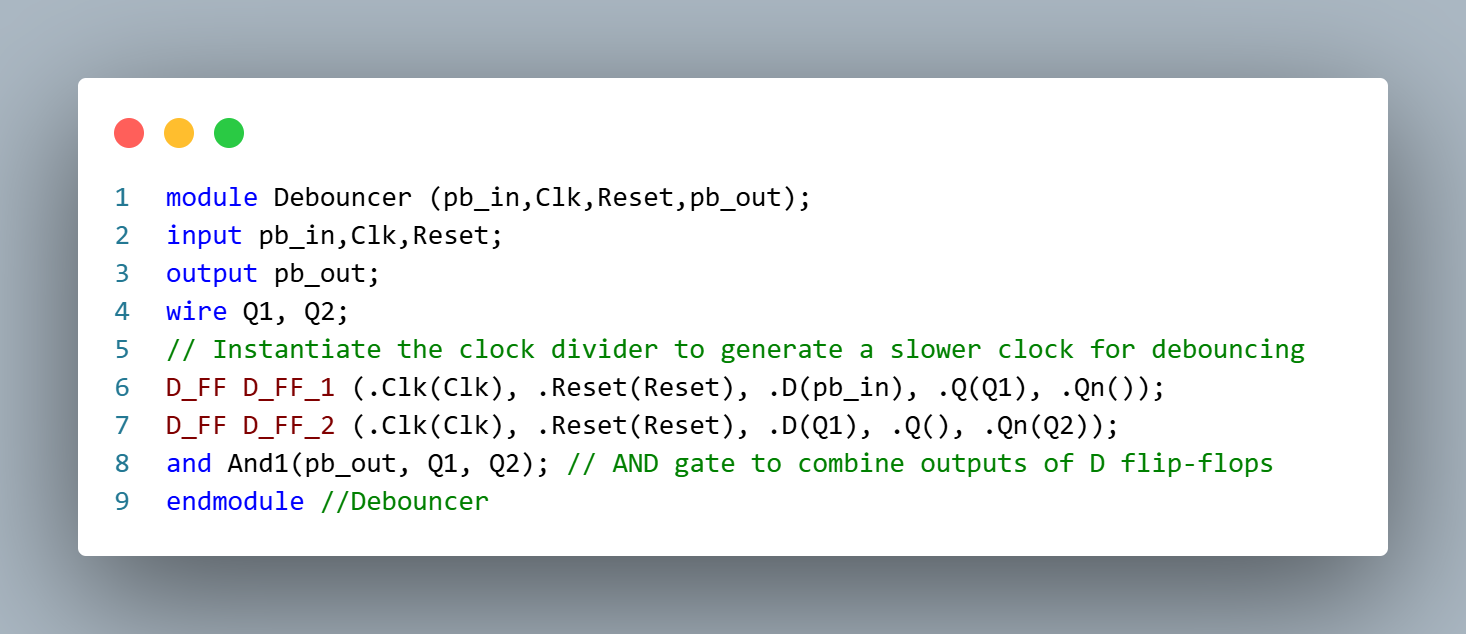 1 module Debouncer (pb_in,Clk,Reset,pb_out);
2 input pb_in,Clk,Reset;
3 output pb_out;
4 wire Q1, Q2;
5 // Instantiate the clock divider to generate a slower clock for debouncing
6 D_FF D_FF_1 (.Clk(Clk), .Reset(Reset), .D(pb_in), .Q(Q1), .Qn());
7 D_FF D_FF_2 (.Clk(Clk), .Reset(Reset), .D(Q1), .Q(), .Qn(Q2));
8 and And1(pb_out, Q1, Q2); // AND gate to combine outputs of D flip-flops
9 endmodule //Debouncer